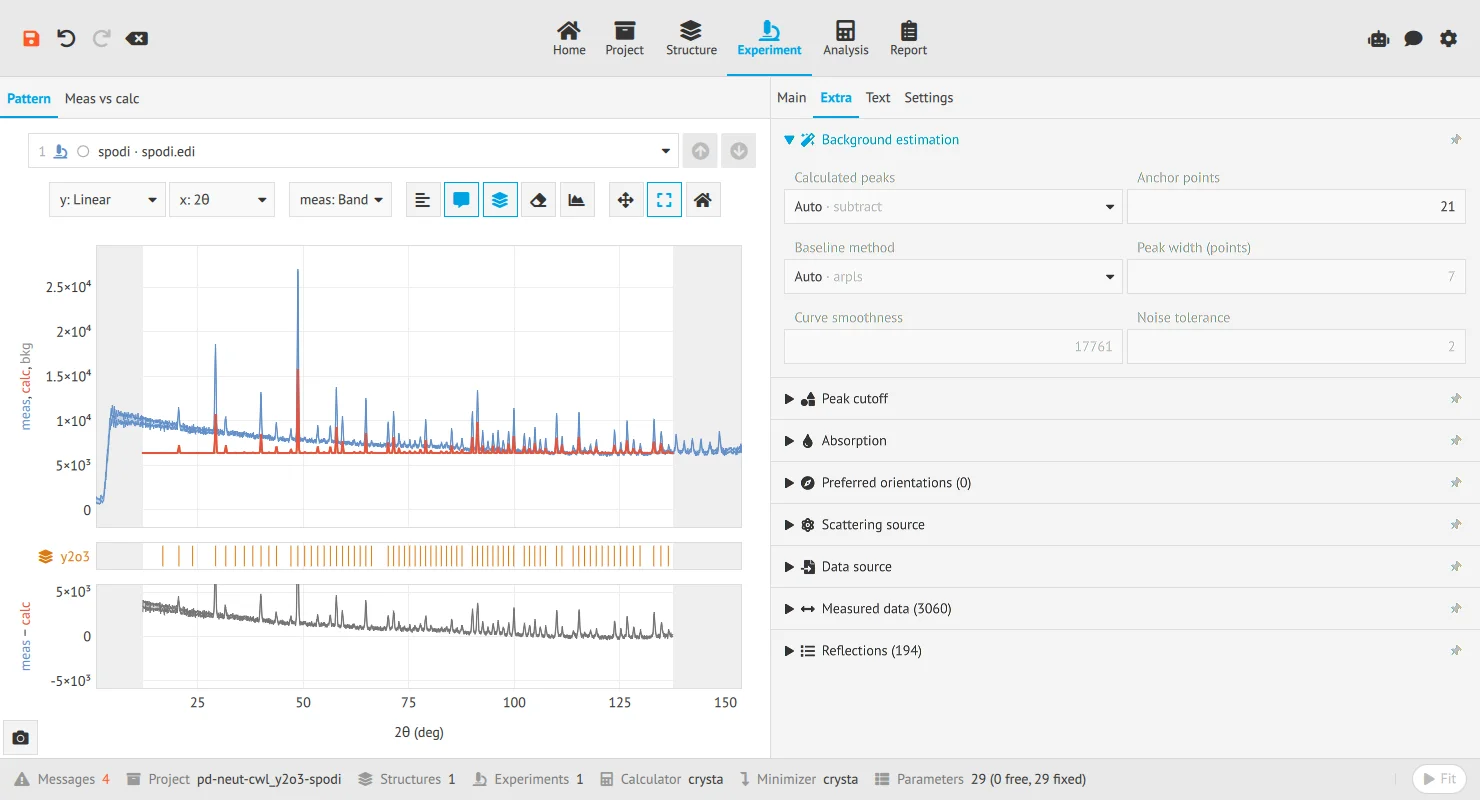 Home
Project
Structure
Experiment
Analysis
Report
Pattern
Meas vs calc
Main
Extra
Text
Settings
1 spodi · spodi.edi
y: Linear
x: 2θ
meas: Band
2.5×10⁴
2×10⁴
1.5×10⁴
1×10⁴
5×10³
0
meas, calc, bkg
y2o3
5×10³
0
-5×10³
meas − calc
25
50
75
100
125
150
2θ (deg)
Background estimation
Calculated peaks
Anchor points
Auto · subtract
21
Baseline method
Peak width (points)
Auto · arpls
7
Curve smoothness
Noise tolerance
17761
2
Peak cutoff
Absorption
Preferred orientations (0)
Scattering source
Data source
Measured data (3060)
Reflections (194)
Messages 4
Project pd-neut-cwl_y2o3-spodi
Structures 1
Experiments 1
Calculator crysta
Minimizer crysta
Parameters 29 (0 free, 29 fixed)
Fit